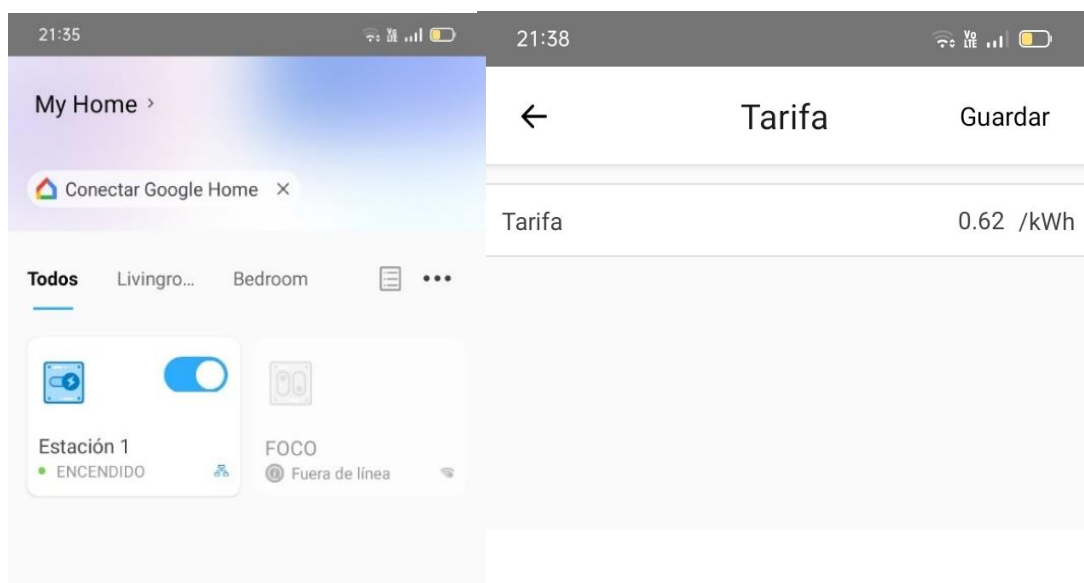 21:35
My Home >
Conectar Google Home ×
Todos Livingro... Bedroom
Estación 1
ENCENDIDO
FOCO
Fuera de línea
21:38
Tarifa Guardar
Tarifa 0.62 /kWh